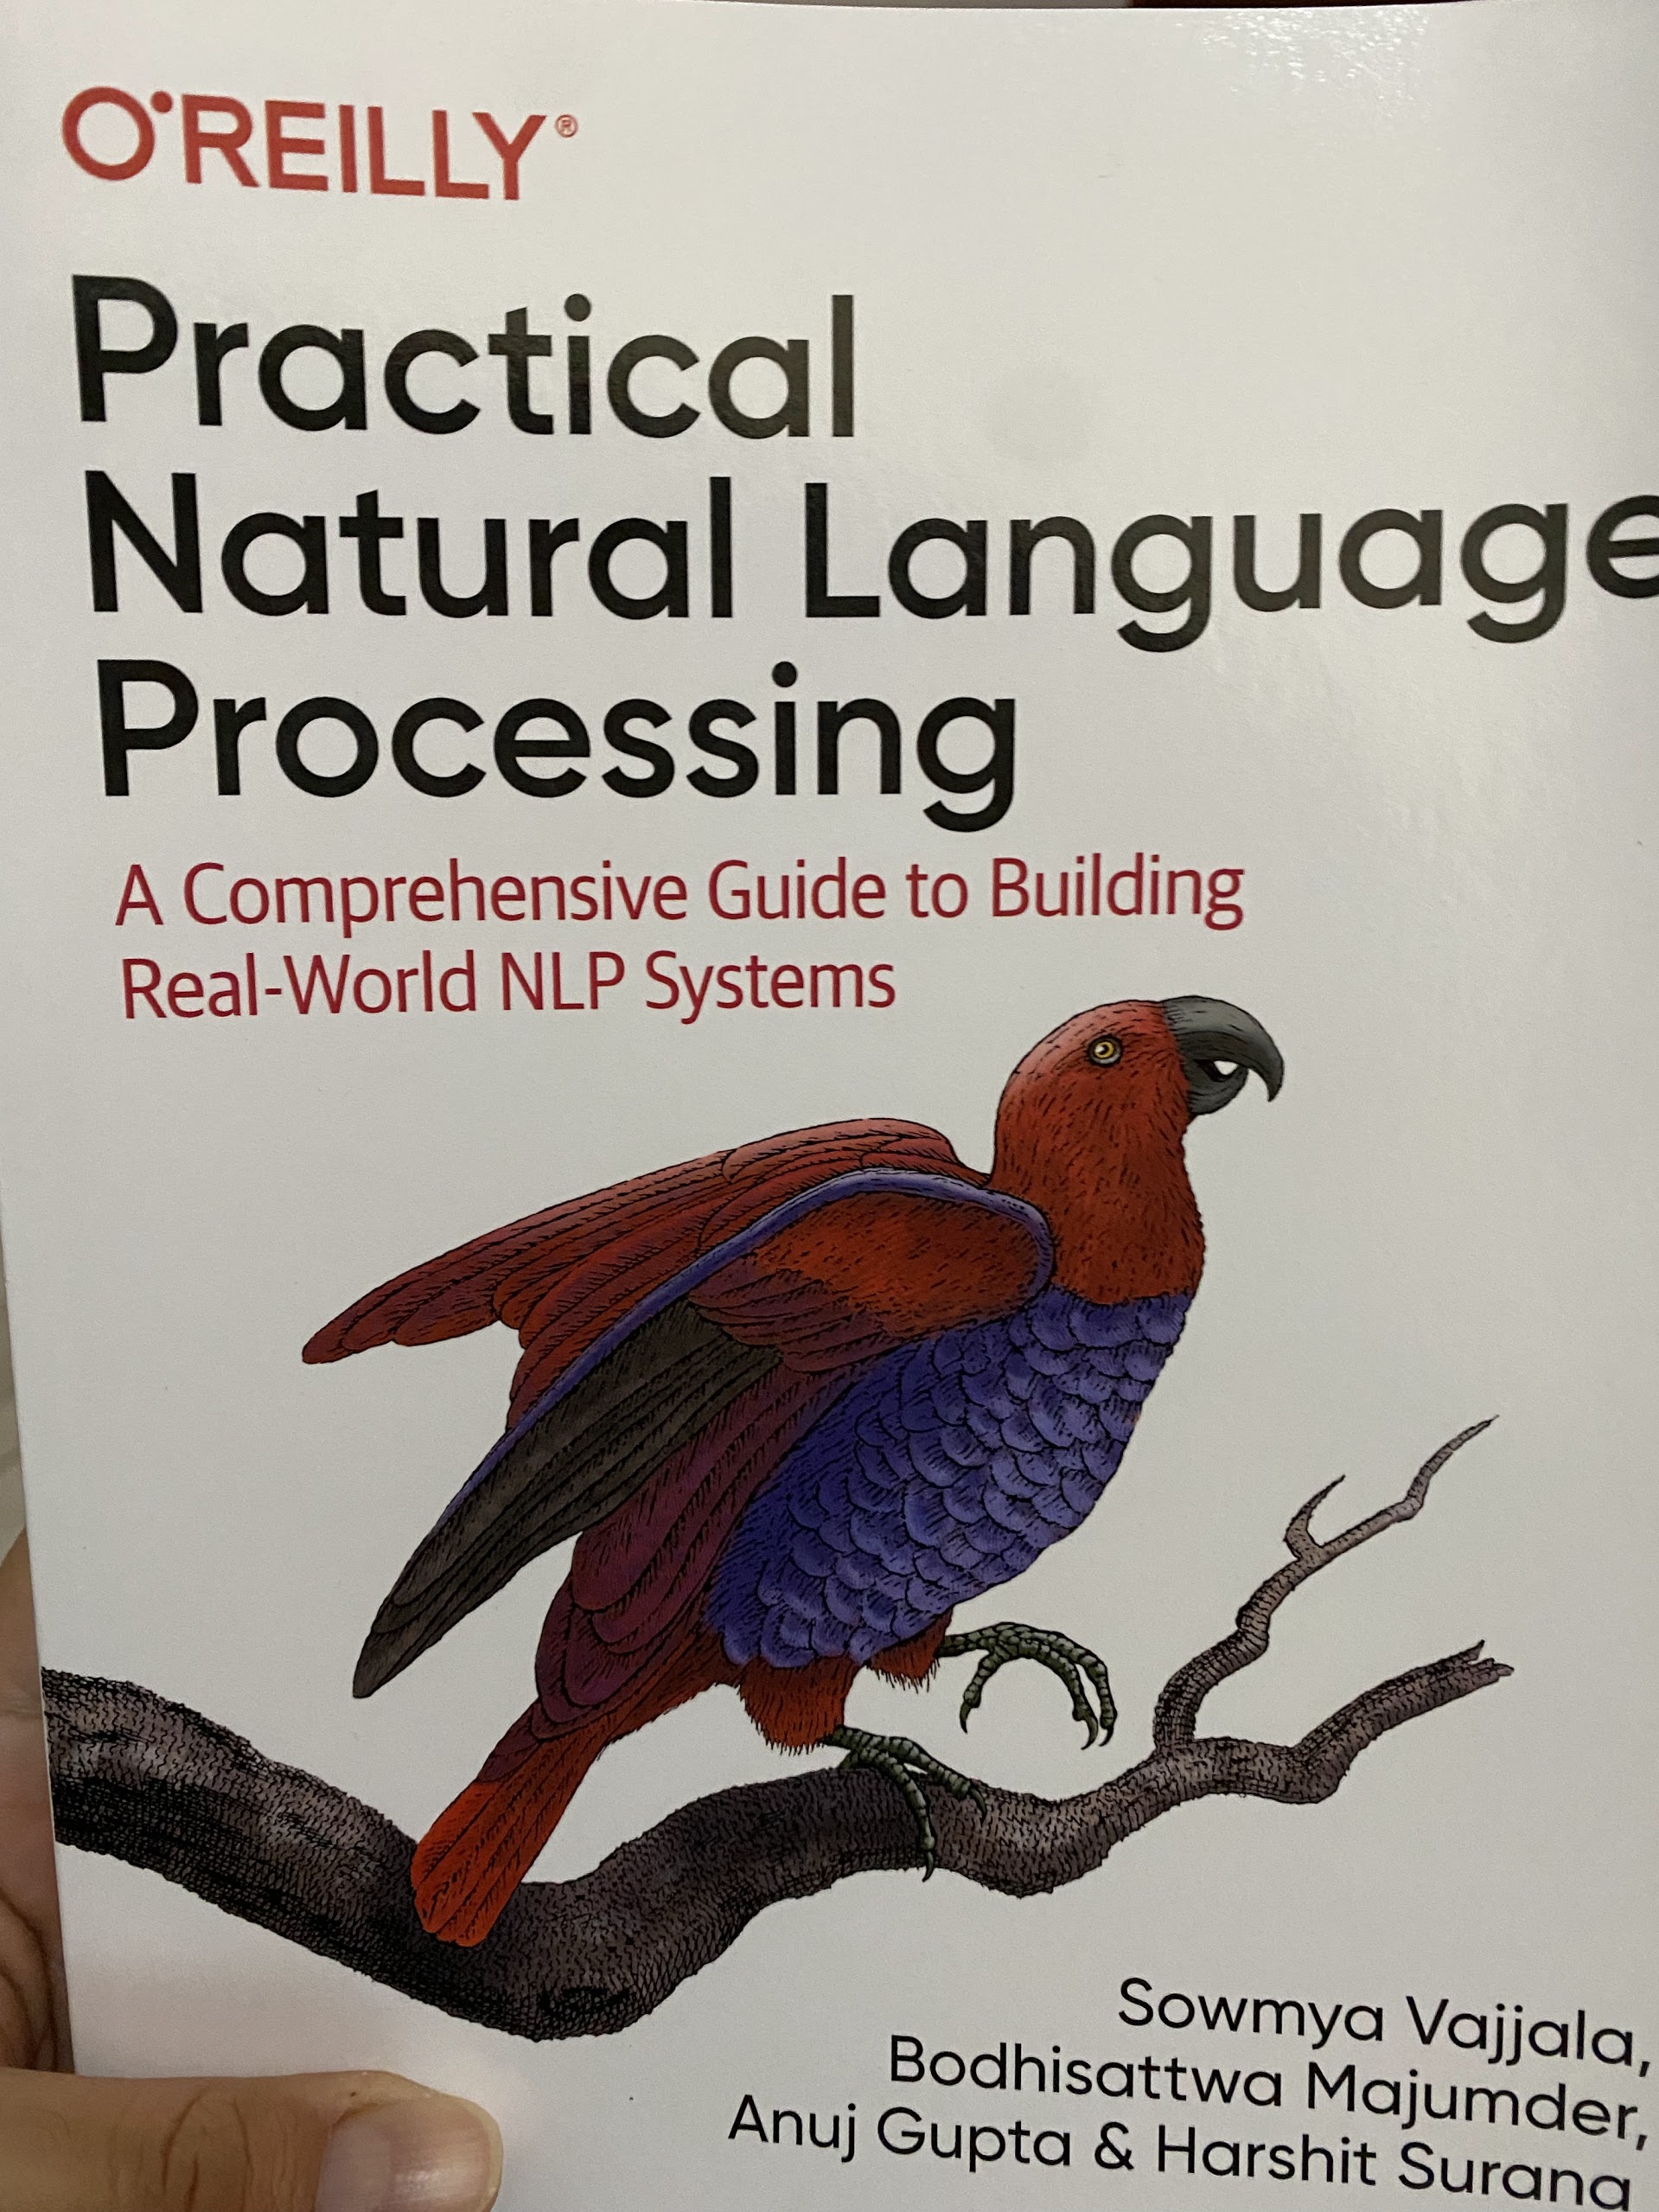 O'REILLY®
Practical
Natural Language
Processing
A Comprehensive Guide to Building
Real-World NLP Systems
Sowmya Vajjala,
Bodhisattwa Majumder,
Anuj Gupta & Harshit Surana